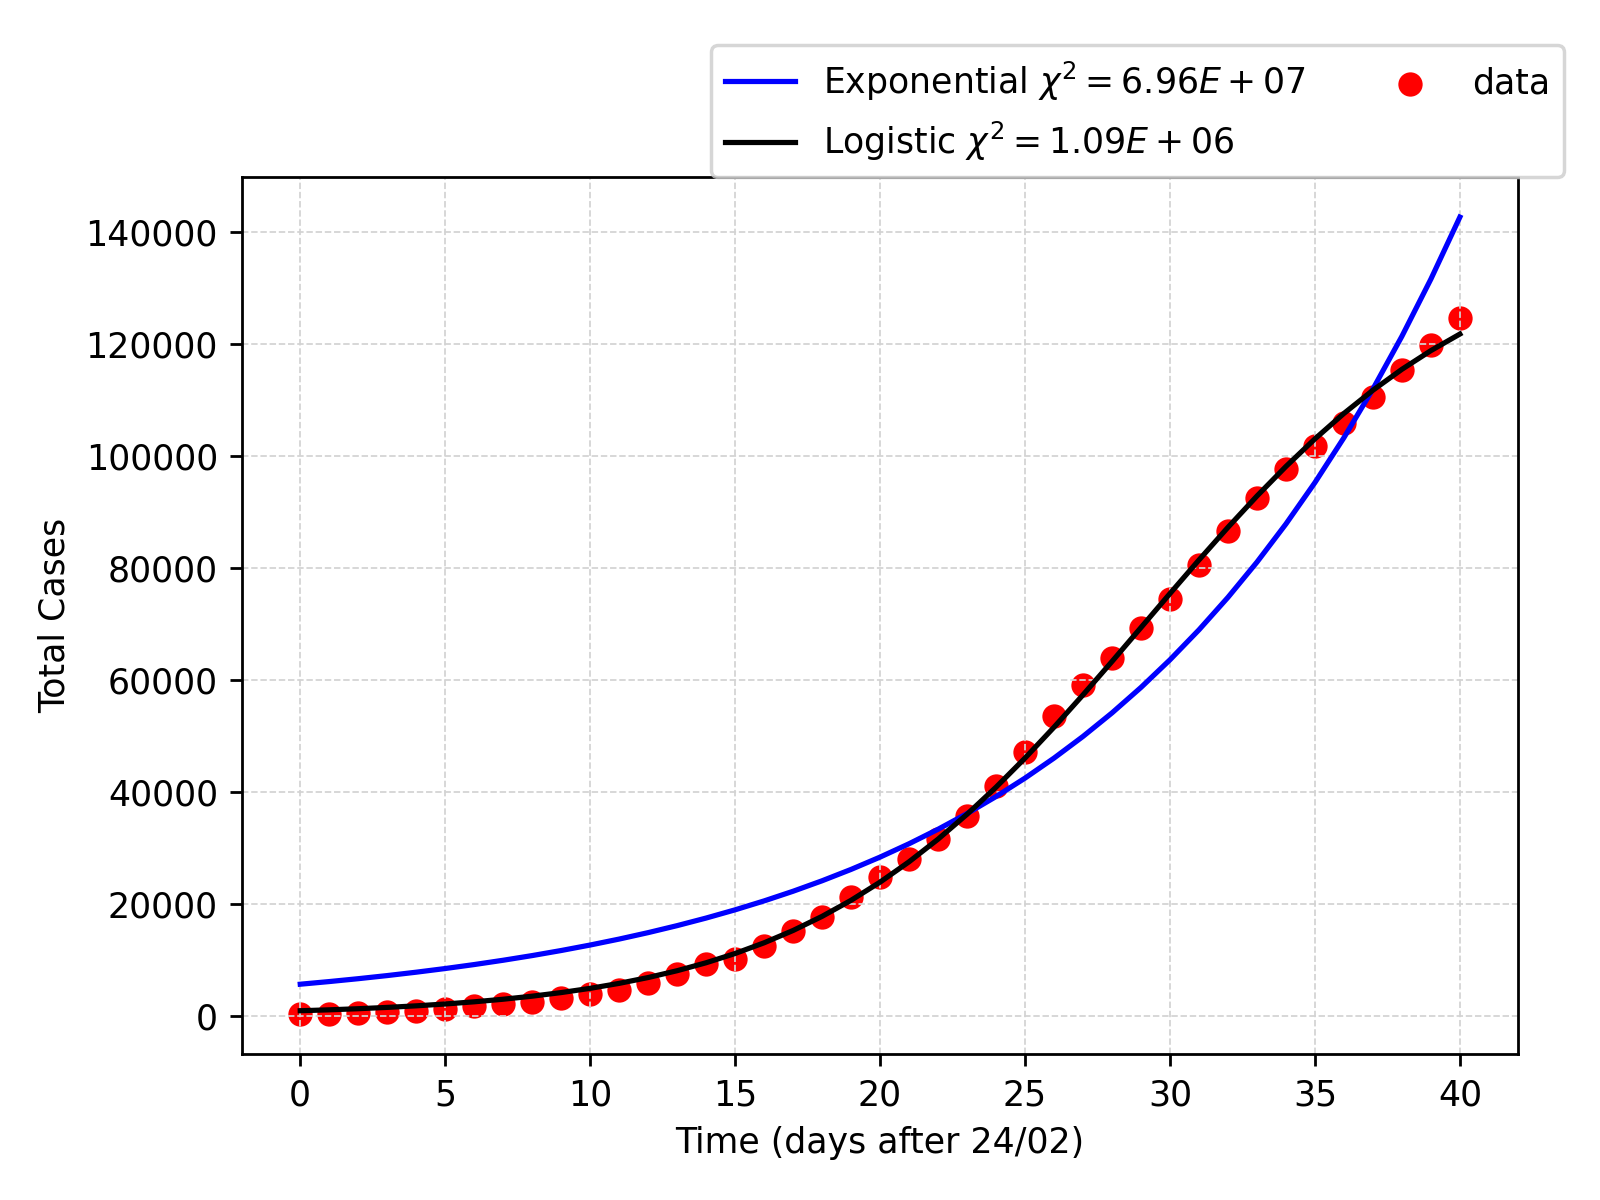 Exponential χ² = 6.96E + 07
data
Logistic χ² = 1.09E + 06
140000
120000
100000
80000
60000
40000
20000
0
Total Cases
0 5 10 15 20 25 30 35 40
Time (days after 24/02)